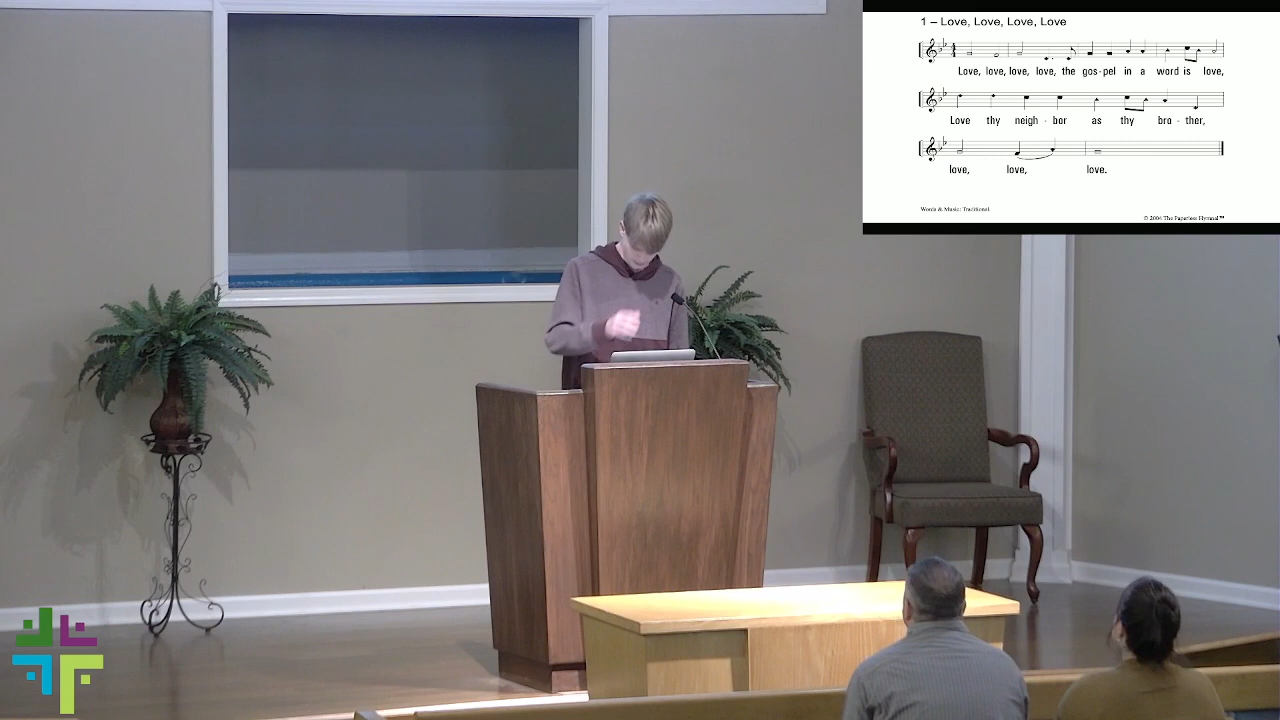 1 – Love, Love, Love, Love
Love, love, love, love, the gos-pel in a word is love,
Love thy neigh - bor as thy bro - ther,
love, love, love.
Words & Music: Traditional
© 2004 The Paperless Hymnal™